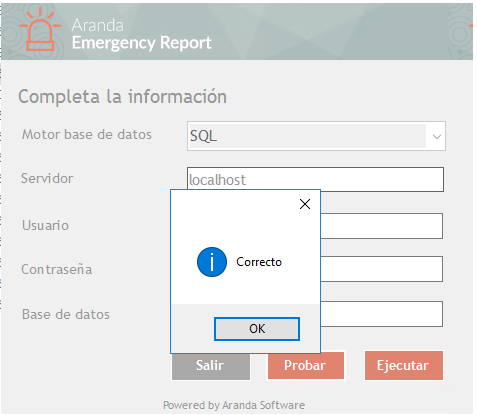 Aranda
Emergency Report
Completa la información
Motor base de datos
SQL
Servidor
localhost
Usuario
Correcto
Contraseña
Base de datos
OK
Salir
Probar
Ejecutar
Powered by Aranda Software